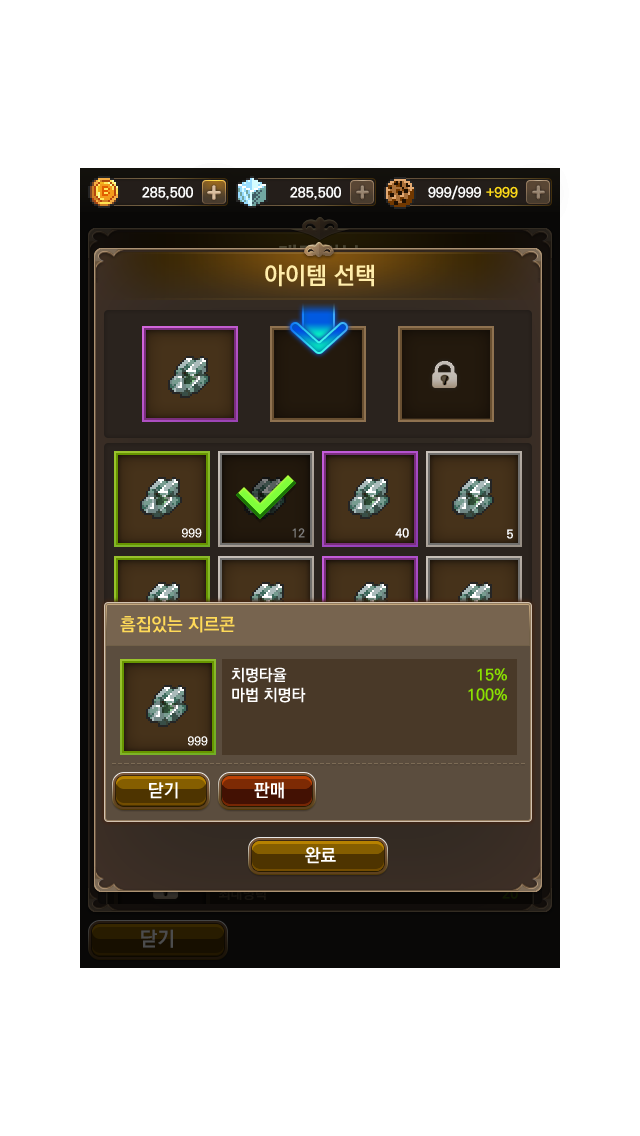 285,500
285,500
999/999 +999
아이템 선택
999
12
40
5
흠집있는 지르콘
치명타율 15%
마법 치명타 100%
999
닫기
판매
완료
닫기